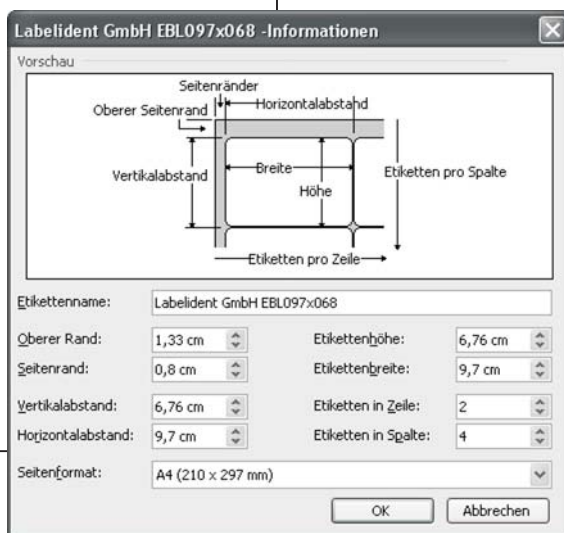 Labelident GmbH EBL097x068 -Informationen
Vorschau
Seitenränder
Oberer Seitenrand
Horizontalabstand
Vertikalabstand
Breite
Höhe
Etiketten pro Spalte
Etiketten pro Zeile
Etikettenname: Labelident GmbH EBL097x068
Oberer Rand: 1,33 cm Etikettenhöhe: 6,76 cm
Seitenrand: 0,8 cm Etikettenbreite: 9,7 cm
Vertikalabstand: 6,76 cm Etiketten in Zeile: 2
Horizontalabstand: 9,7 cm Etiketten in Spalte: 4
Seitenformat: A4 (210 x 297 mm)
OK Abbrechen